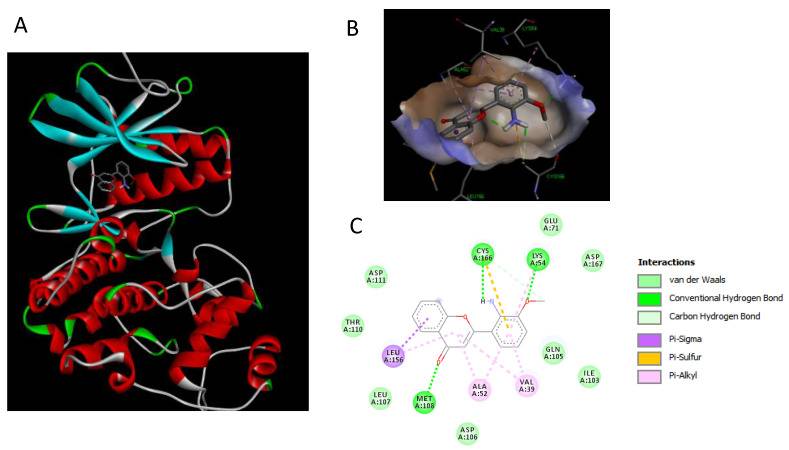 A
B
VAL39
LYS54
CYS166
C
GLU
A:71
CYS
A:166
LYS
A:54
ASP
A:167
ASP
A:111
H
N
O
O
THR
A:110
LEU
A:156
GLN
A:105
ILE
A:103
ALA
A:52
VAL
A:39
LEU
A:107
MET
A:108
ASP
A:106
Interactions
van der Waals
Conventional Hydrogen Bond
Carbon Hydrogen Bond
Pi-Sigma
Pi-Sulfur
Pi-Alkyl